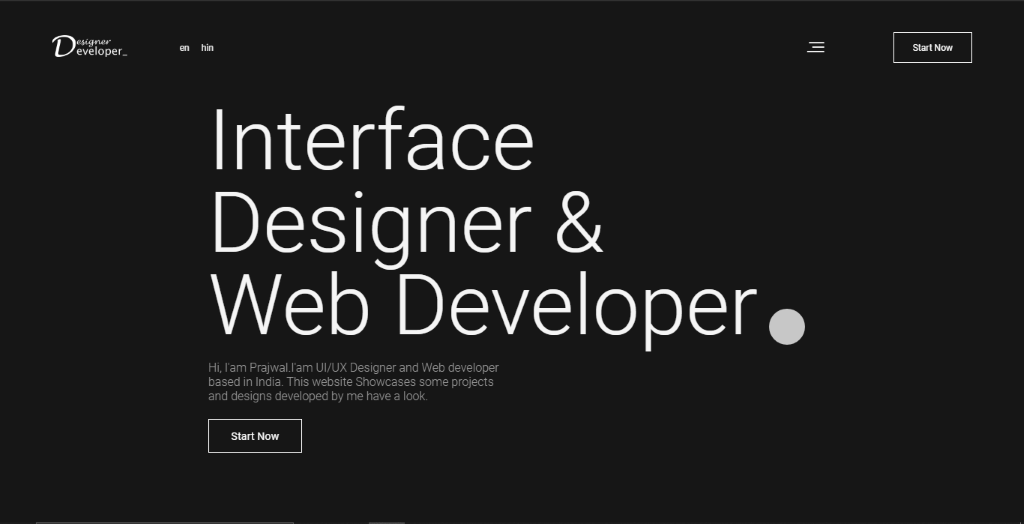 Designer
Developer_
en hin
Start Now
Interface
Designer &
Web Developer
Hi, I'am Prajwal.I'am UI/UX Designer and Web developer
based in India. This website Showcases some projects
and designs developed by me have a look.
Start Now